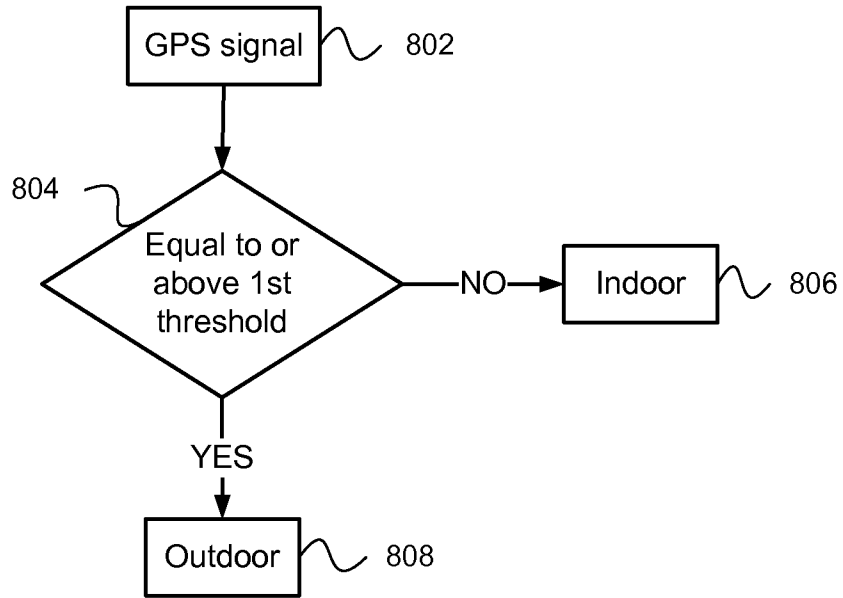 GPS signal
802
804
Equal to or
above 1st
threshold
NO
Indoor
806
YES
Outdoor
808